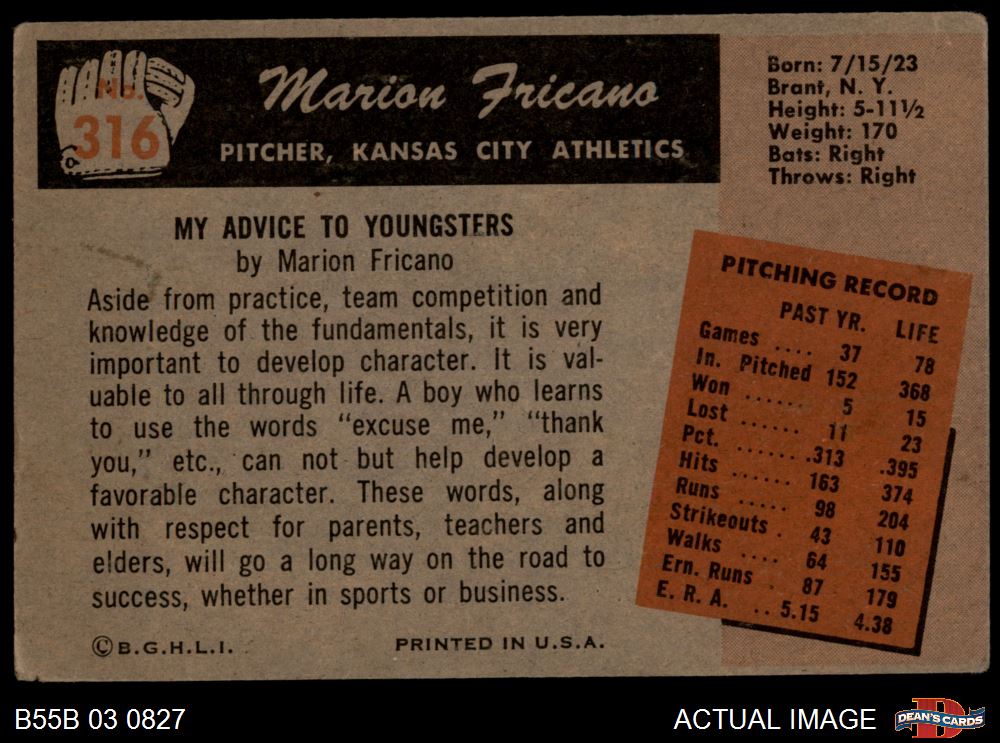 No.
316
Marion Fricano
PITCHER, KANSAS CITY ATHLETICS
Born: 7/15/23
Brant, N. Y.
Height: 5-11½
Weight: 170
Bats: Right
Throws: Right
MY ADVICE TO YOUNGSTERS
by Marion Fricano
Aside from practice, team competition and
knowledge of the fundamentals, it is very
important to develop character. It is val-
uable to all through life. A boy who learns
to use the words "excuse me," "thank
you," etc., can not but help develop a
favorable character. These words, along
with respect for parents, teachers and
elders, will go a long way on the road to
success, whether in sports or business.
©B.G.H.L.I. PRINTED IN U.S.A.
PITCHING RECORD
PAST YR. LIFE
Games .... 37 78
In. Pitched 152 368
Won ...... 5 15
Lost ...... 11 23
Pct. ....... .313 .395
Hits ...... 163 374
Runs ...... 98 204
Strikeouts . 43 110
Walks .... 64 155
Ern. Runs . 87 179
E. R. A. .. 5.15 4.38
B55B 03 0827
ACTUAL IMAGE
D
DEAN'S CARDS